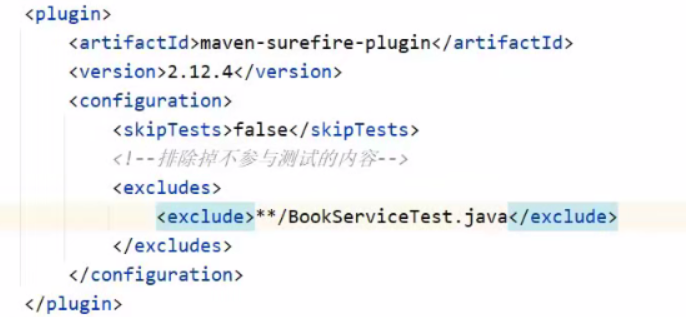 <plugin>
<artifactId>maven-surefire-plugin</artifactId>
<version>2.12.4</version>
<configuration>
<skipTests>false</skipTests>
<!--排除掉不参与测试的内容-->
<excludes>
<exclude>**/BookServiceTest.java</exclude>
</excludes>
</configuration>
</plugin>